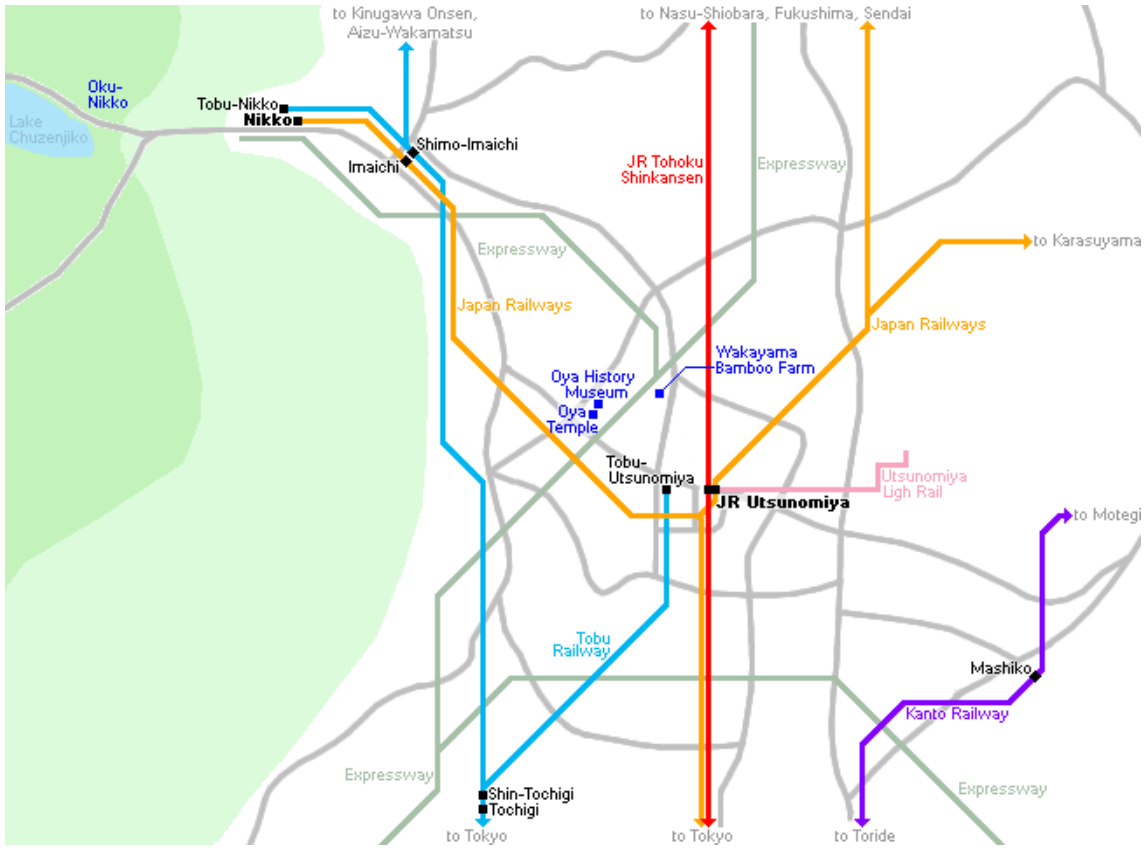 to Kinugawa Onsen,
Aizu-Wakamatsu
to Nasu-Shiobara, Fukushima, Sendai
Oku-
Nikko
Lake
Chuzenjiko
Tobu-Nikko
Nikko
Shimo-Imaichi
Imaichi
JR Tohoku
Shinkansen
Expressway
Expressway
to Karasuyama
Japan Railways
Japan Railways
Wakayama
Bamboo Farm
Oya History
Museum
Oya
Temple
Tobu-
Utsunomiya
JR Utsunomiya
Utsunomiya
Ligh Rail
to Motegi
Tobu
Railway
Mashiko
Kanto Railway
Expressway
Expressway
Shin-Tochigi
Tochigi
to Tokyo
to Tokyo
to Toride